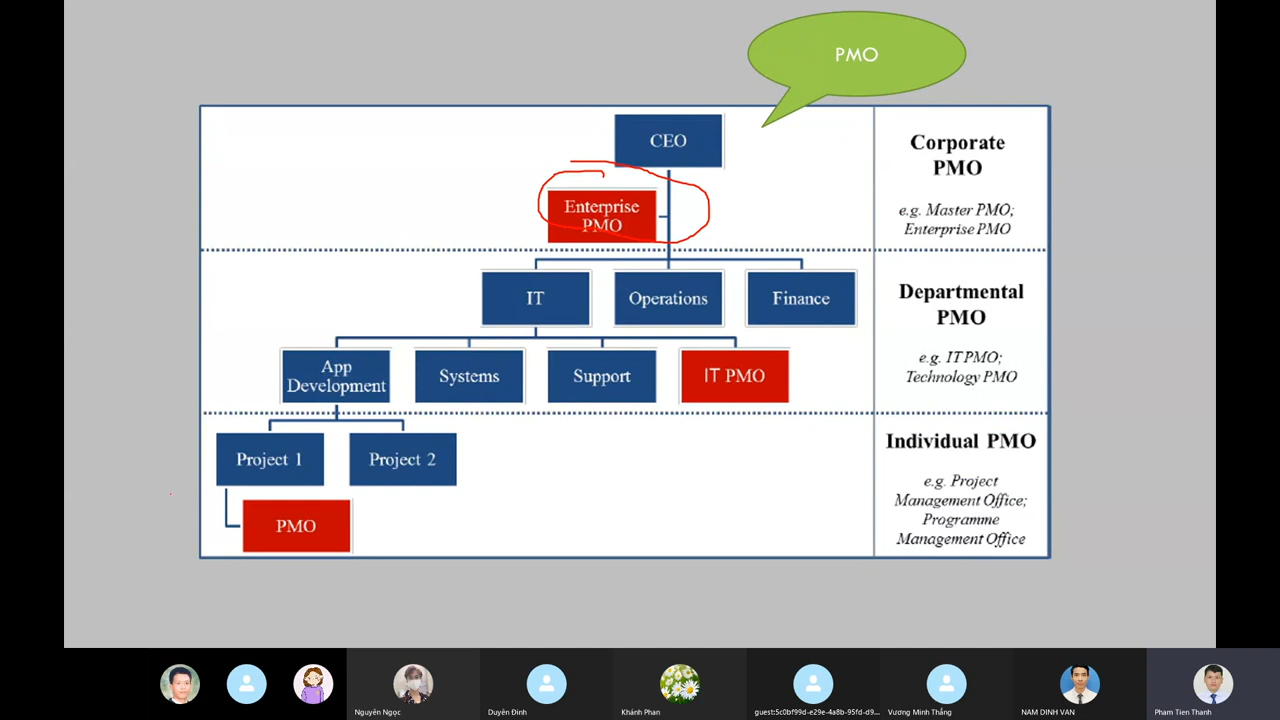 PMO
CEO
Enterprise
PMO
Corporate
PMO
e.g. Master PMO;
Enterprise PMO
IT
Operations
Finance
App
Development
Systems
Support
IT PMO
Departmental
PMO
e.g. IT PMO;
Technology PMO
Project 1
Project 2
PMO
Individual PMO
e.g. Project
Management Office;
Programme
Management Office
Nguyên Ngọc
Duyên Đinh
Khánh Phan
guest:5c0bf99d-e29e-4a8b-95fd-d9...
Vương Minh Thắng
NAM DINH VAN
Pham Tien Thanh